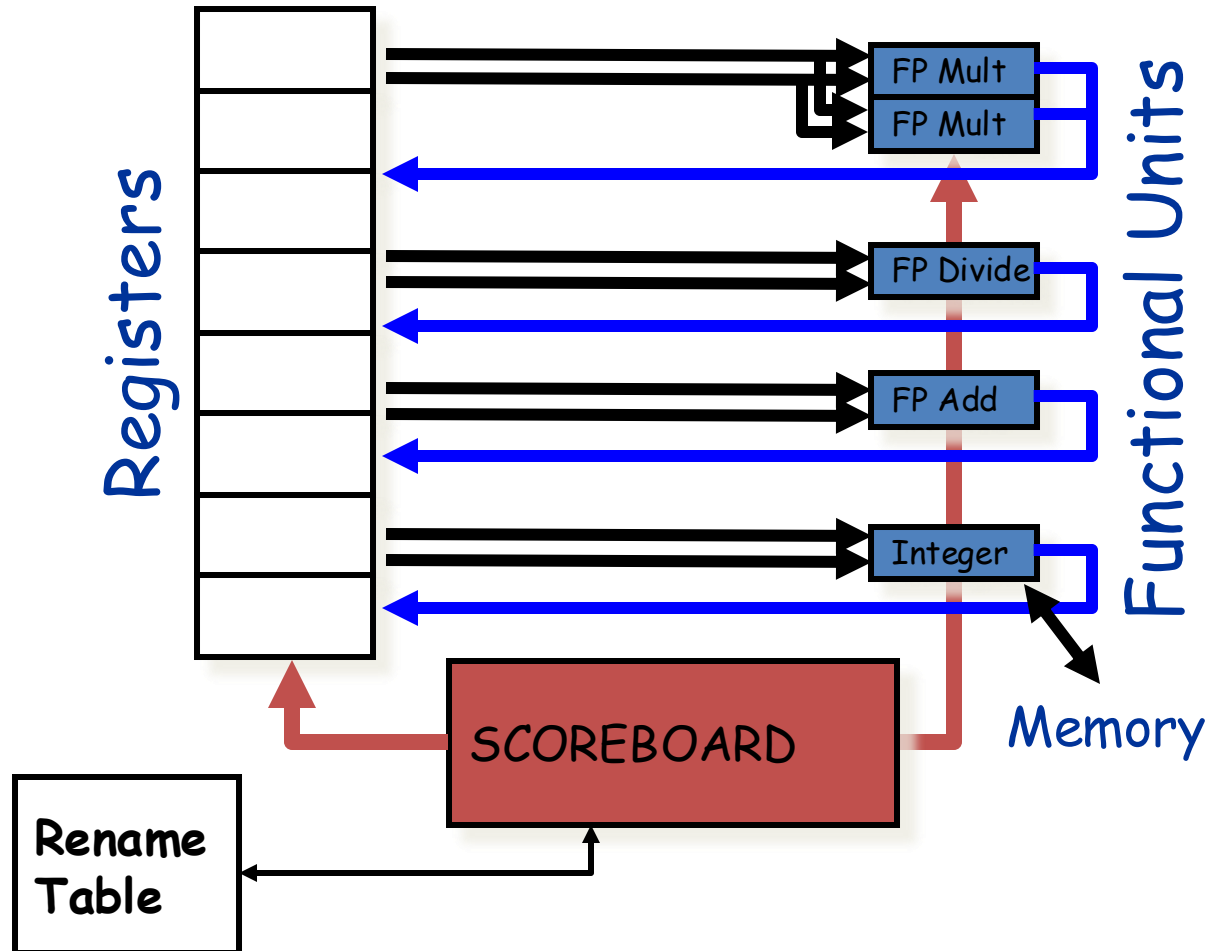 Registers
FP Mult
FP Mult
FP Divide
FP Add
Integer
Functional Units
Memory
SCOREBOARD
Rename
Table